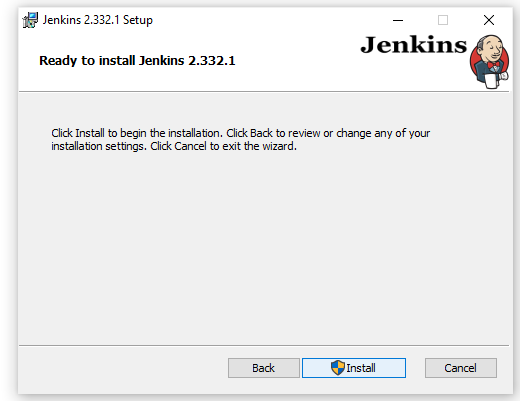 Jenkins 2.332.1 Setup
Jenkins
Ready to install Jenkins 2.332.1
Click Install to begin the installation. Click Back to review or change any of your
installation settings. Click Cancel to exit the wizard.
Back
Install
Cancel